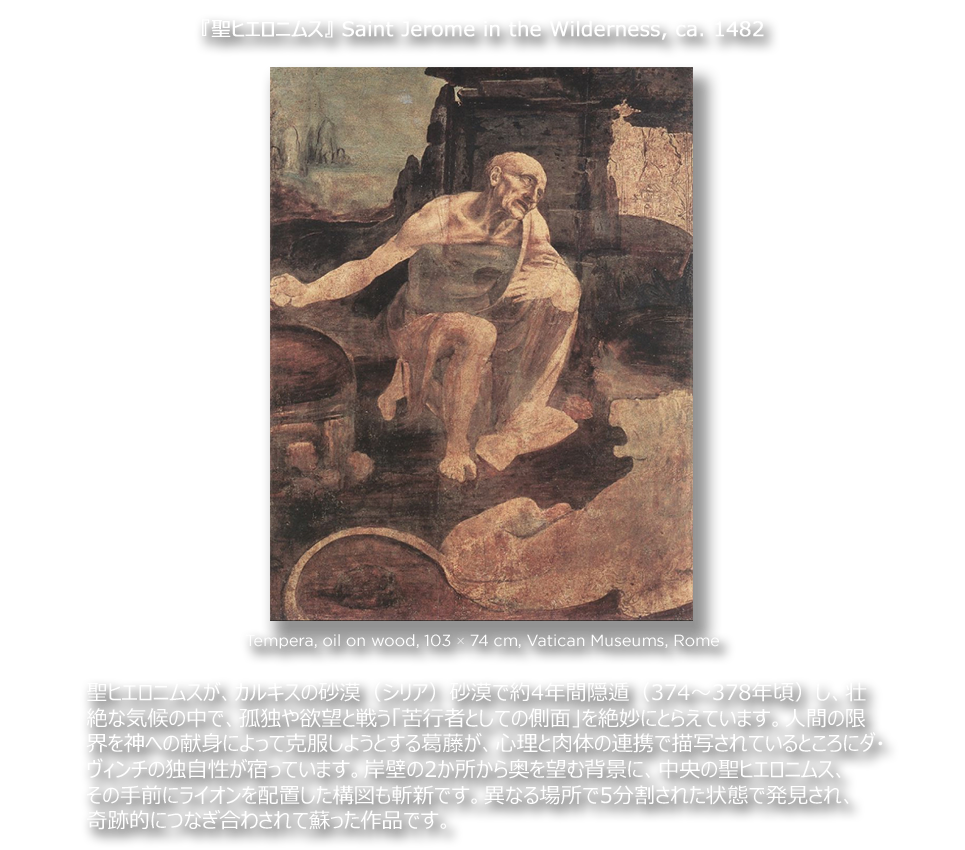 『聖ヒエロニムス』 Saint Jerome in the Wilderness, ca. 1482
Tempera, oil on wood, 103 × 74 cm, Vatican Museums, Rome
聖ヒエロニムスが、カルキスの砂漠（シリア）砂漠で約4年間隠遁（374～378年頃）し、壮
絶な気候の中で、孤独や欲望と戦う「苦行者としての側面」を絶妙にとらえています。人間の限
界を神への献身によって克服しようとする葛藤が、心理と肉体の連携で描写されているところにダ・
ヴィンチの独自性が宿っています。岸壁の2か所から奥を望む背景に、中央の聖ヒエロニムス、
その手前にライオンを配置した構図も斬新です。異なる場所で5分割された状態で発見され、
奇跡的につなぎ合わされて蘇った作品です。